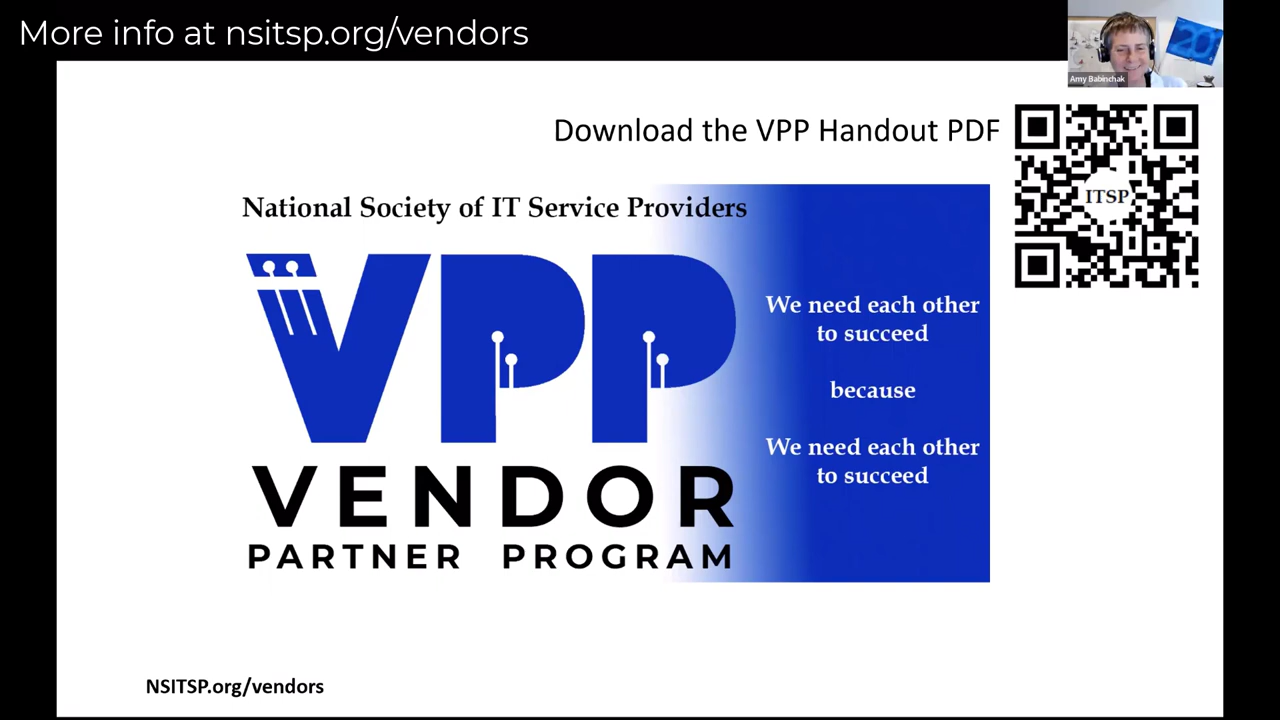 More info at nsitsp.org/vendors
Amy Babinchak
Download the VPP Handout PDF
ITSP
National Society of IT Service Providers
VPP
VENDOR
PARTNER PROGRAM
We need each other
to succeed
because
We need each other
to succeed
NSITSP.org/vendors